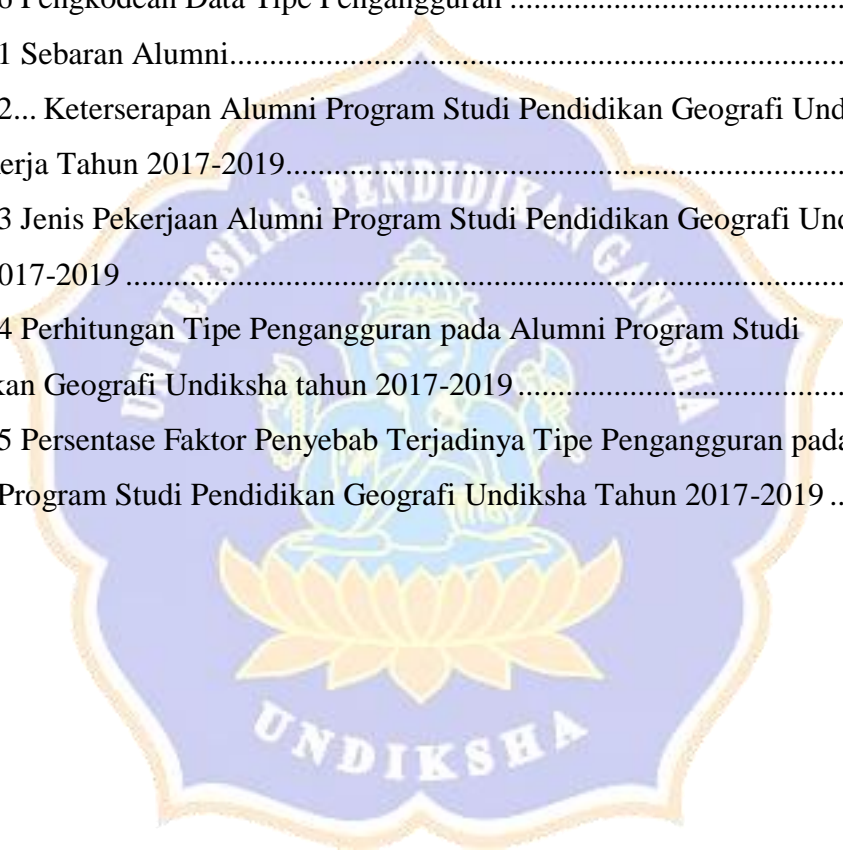 Pengkodean Data Tipe Pengangguran ..........................................................
1 Sebaran Alumni.................................................................................................
2... Keterserapan Alumni Program Studi Pendidikan Geografi Und
erja Tahun 2017-2019.........................................................................................
3 Jenis Pekerjaan Alumni Program Studi Pendidikan Geografi Und
017-2019 ................................................................................................................
4 Perhitungan Tipe Pengangguran pada Alumni Program Studi
kan Geografi Undiksha tahun 2017-2019 ...................................................
5 Persentase Faktor Penyebab Terjadinya Tipe Pengangguran pada
Program Studi Pendidikan Geografi Undiksha Tahun 2017-2019 ..
UNIVERSITAS PENDIDIKAN GANESHA
UNDIKSHA